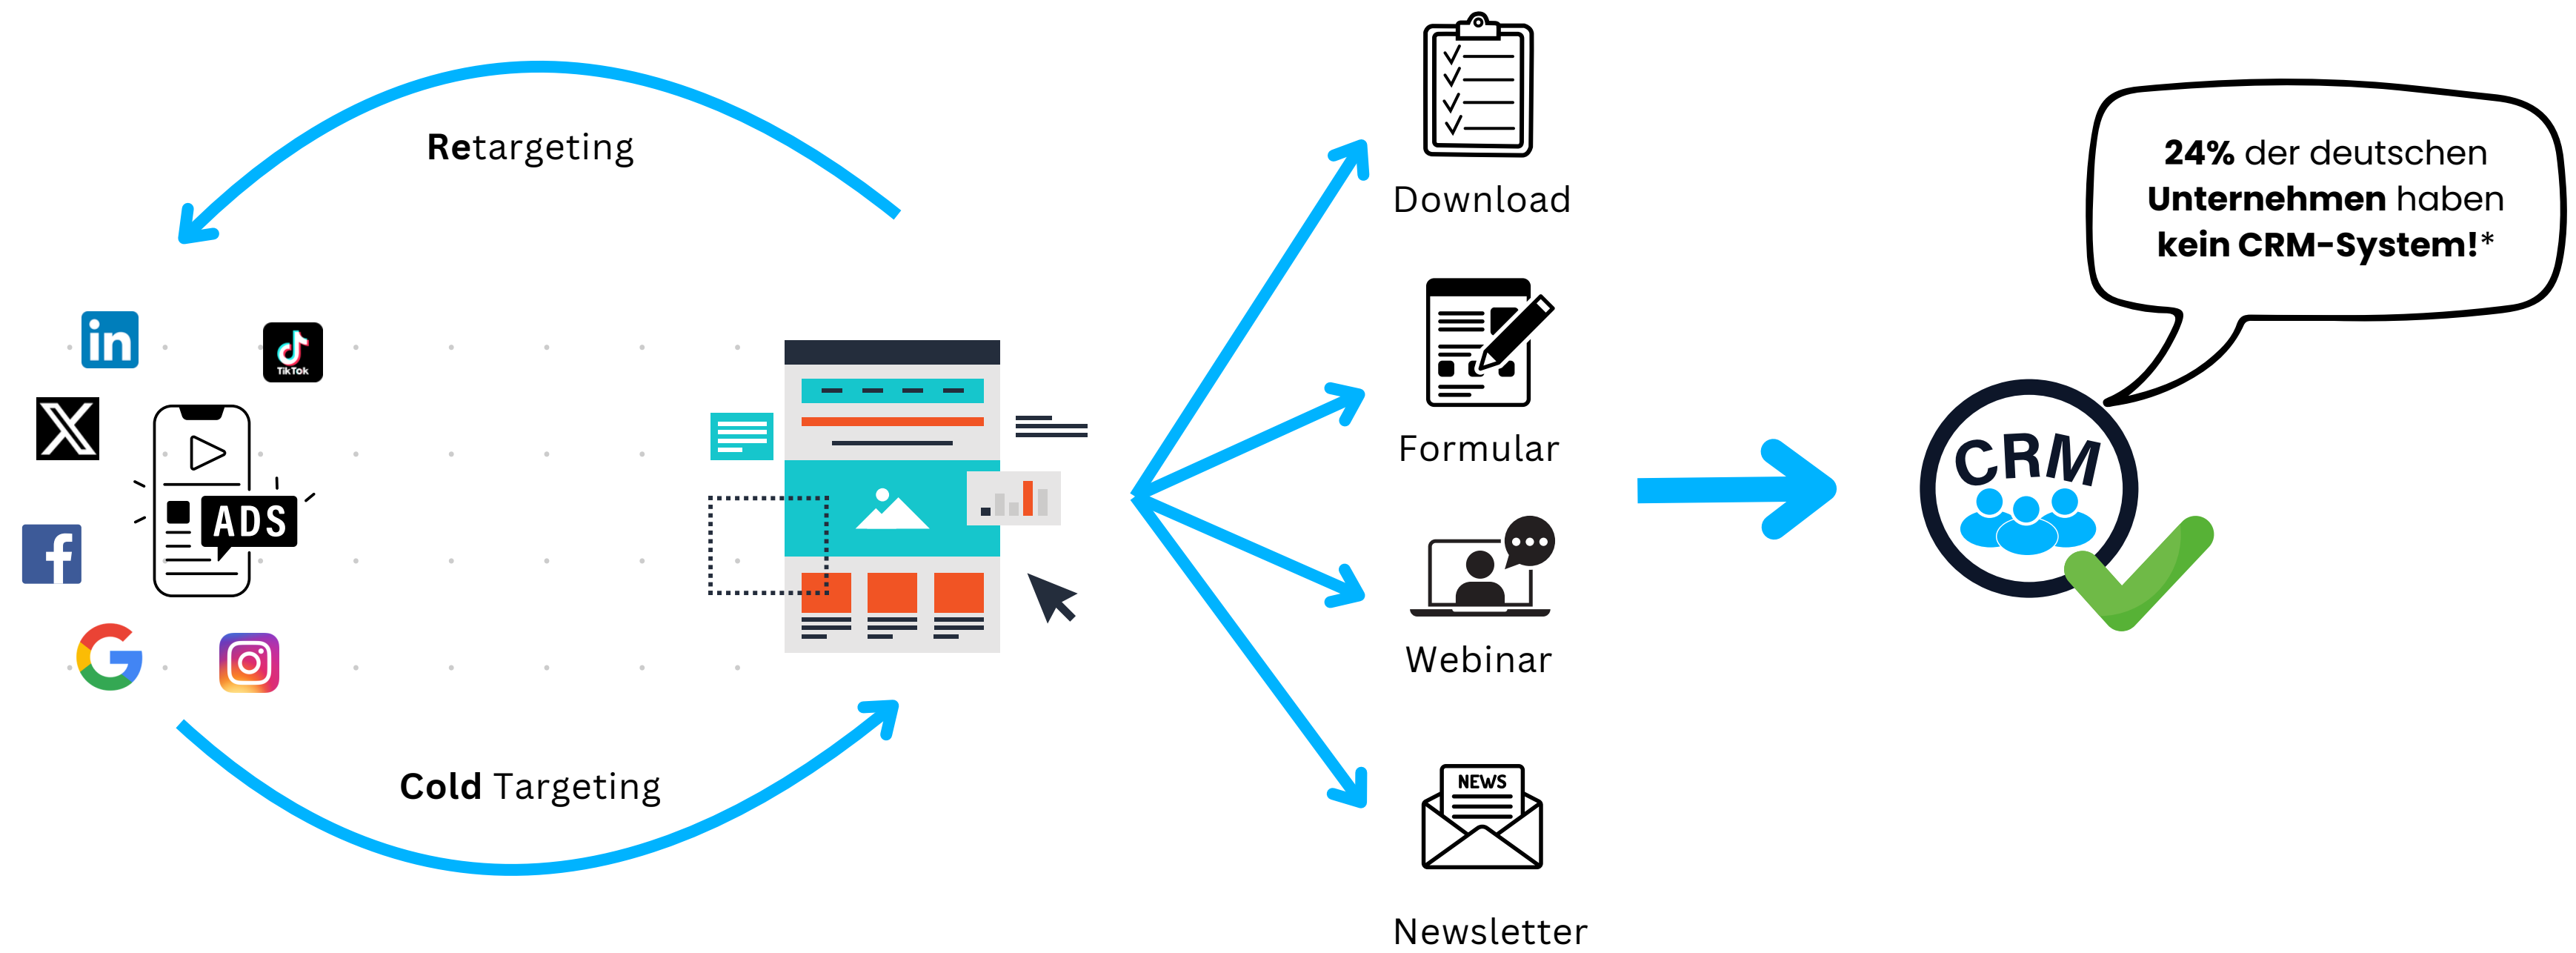 Retargeting
in
TikTok
X
ADS
f
G
Cold Targeting
Download
Formular
Webinar
NEWS
Newsletter
24% der deutschen
Unternehmen haben
kein CRM-System!*
CRM